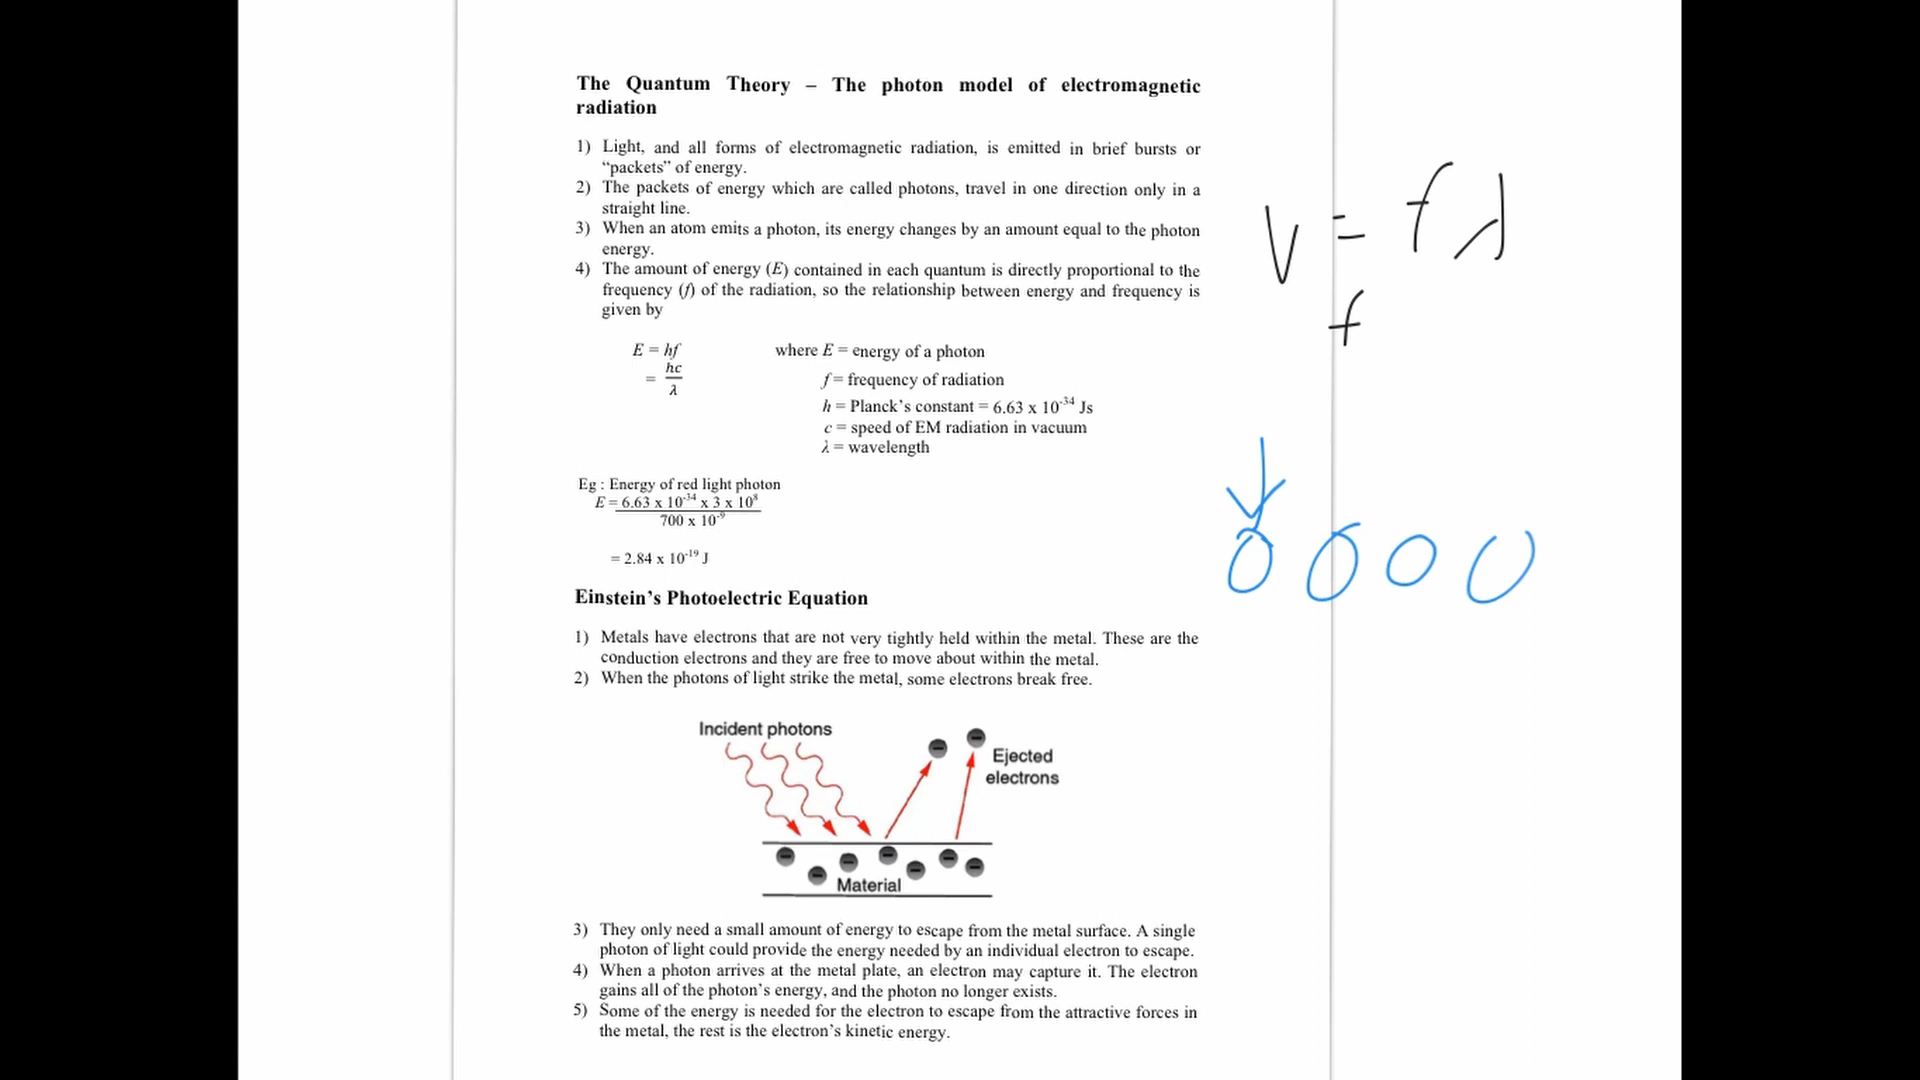 The Quantum Theory – The photon model of electromagnetic
radiation
1) Light, and all forms of electromagnetic radiation, is emitted in brief bursts or
“packets” of energy.
2) The packets of energy which are called photons, travel in one direction only in a
straight line.
3) When an atom emits a photon, its energy changes by an amount equal to the photon
energy.
4) The amount of energy (E) contained in each quantum is directly proportional to the
frequency (f) of the radiation, so the relationship between energy and frequency is
given by
E = hf
= hc/λ
where E = energy of a photon
f = frequency of radiation
h = Planck’s constant = 6.63 x 10⁻³⁴ Js
c = speed of EM radiation in vacuum
λ = wavelength
Eg : Energy of red light photon
E = 6.63 x 10⁻³⁴ x 3 x 10⁸
700 x 10⁻⁹
= 2.84 x 10⁻¹⁹ J
Einstein’s Photoelectric Equation
1) Metals have electrons that are not very tightly held within the metal. These are the
conduction electrons and they are free to move about within the metal.
2) When the photons of light strike the metal, some electrons break free.
Incident photons
Ejected
electrons
Material
3) They only need a small amount of energy to escape from the metal surface. A single
photon of light could provide the energy needed by an individual electron to escape.
4) When a photon arrives at the metal plate, an electron may capture it. The electron
gains all of the photon’s energy, and the photon no longer exists.
5) Some of the energy is needed for the electron to escape from the attractive forces in
the metal, the rest is the electron’s kinetic energy.
V = fλ
f